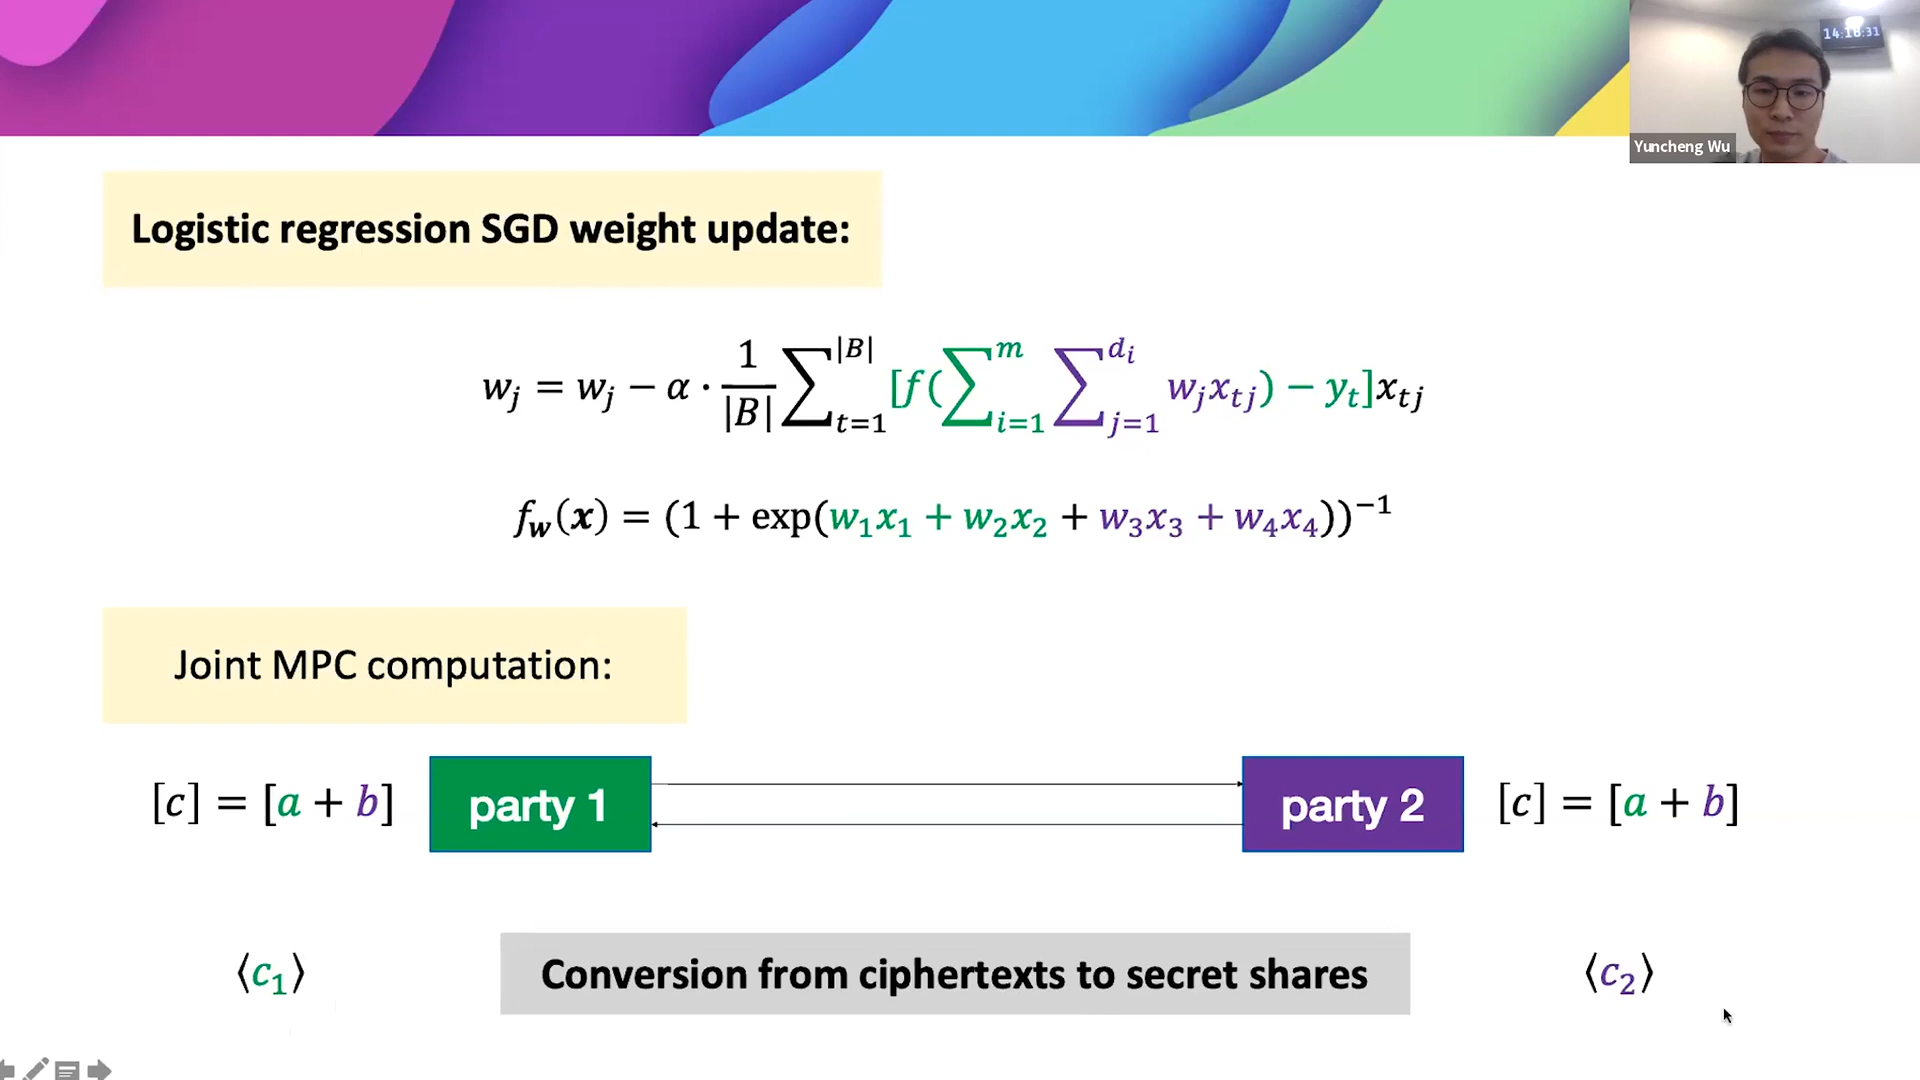 14:18:31
Yuncheng Wu
Logistic regression SGD weight update:
w_j = w_j − α · \frac{1}{|B|} ∑_{t=1}^{|B|} [f(∑_{i=1}^{m} ∑_{j=1}^{d_i} w_j x_{tj}) − y_t]x_{tj}
f_w(x) = (1 + exp(w_1x_1 + w_2x_2 + w_3x_3 + w_4x_4))^{−1}
Joint MPC computation:
[c] = [a + b] party 1 party 2 [c] = [a + b]
⟨c_1⟩ Conversion from ciphertexts to secret shares ⟨c_2⟩